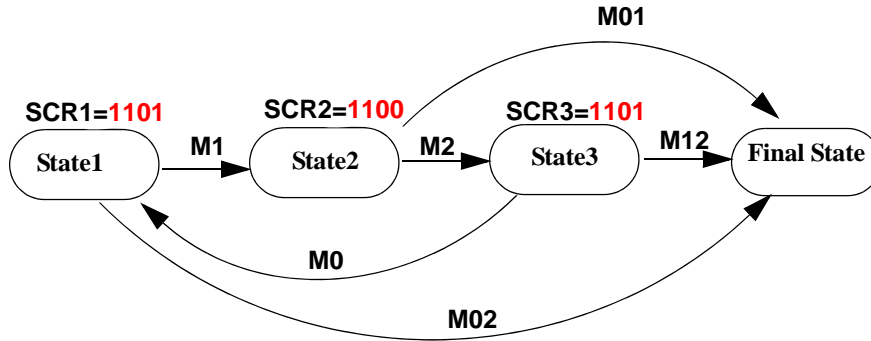 M01
SCR1=1101
SCR2=1100
SCR3=1101
State1
M1
State2
M2
State3
M12
Final State
M0
M02